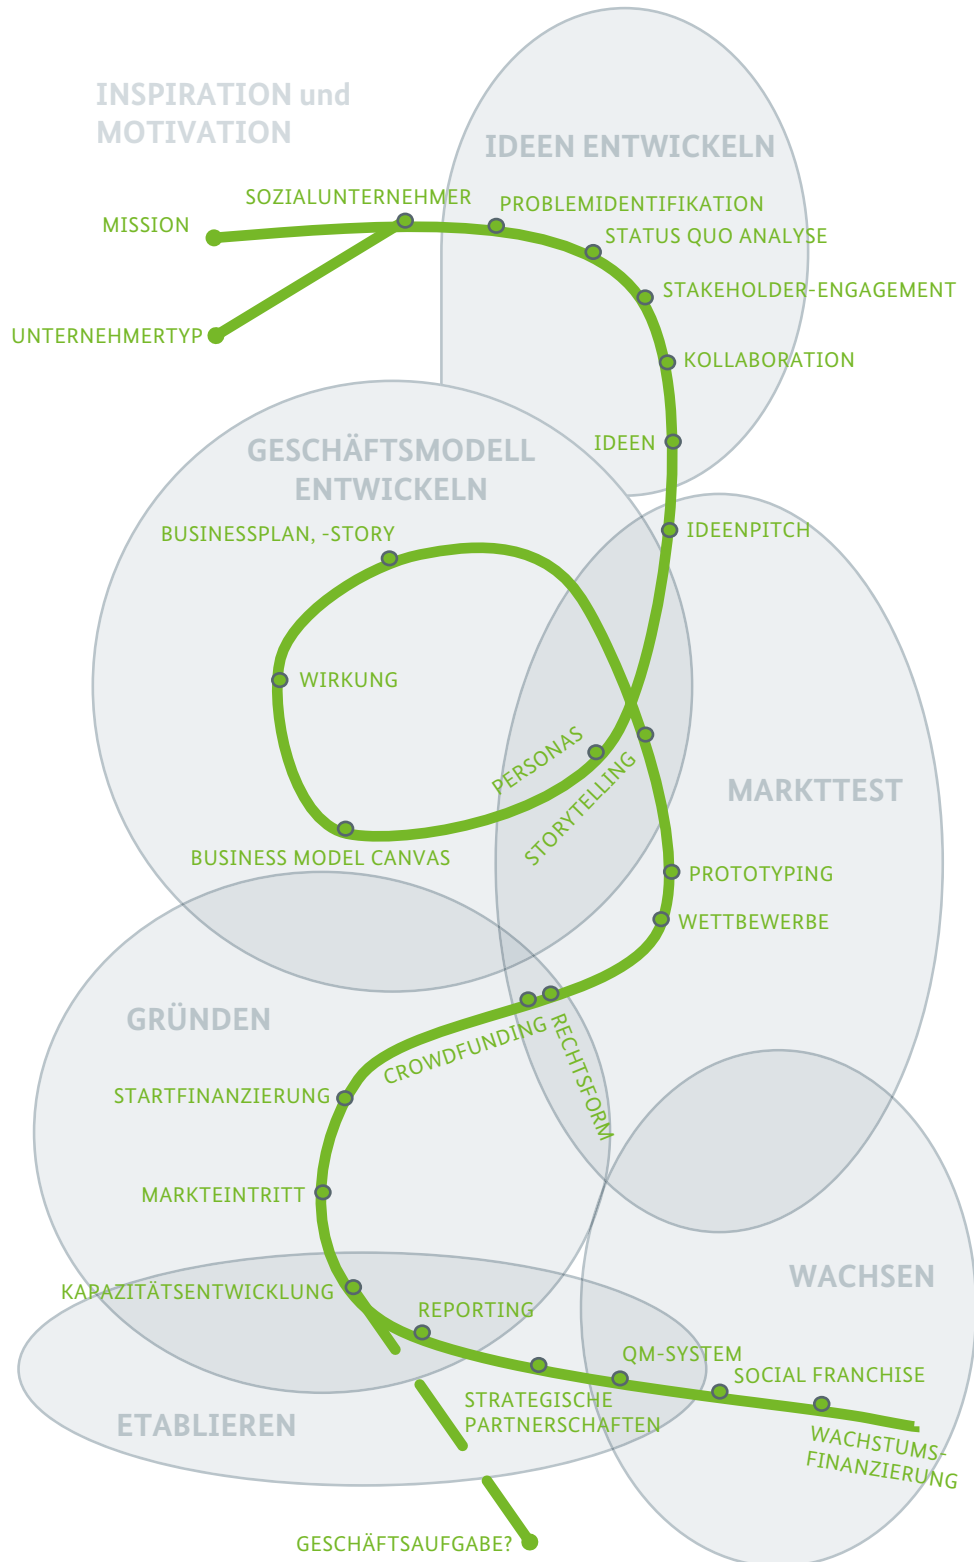 INSPIRATION und
MOTIVATION
IDEEN ENTWICKELN
SOZIALUNTERNEHMER
PROBLEMIDENTIFIKATION
MISSION
STATUS QUO ANALYSE
STAKEHOLDER-ENGAGEMENT
UNTERNEHMERTYP
KOLLABORATION
IDEEN
GESCHÄFTSMODELL
ENTWICKELN
BUSINESSPLAN, -STORY
IDEENPITCH
WIRKUNG
PERSONAS
STORYTELLING
MARKTTEST
BUSINESS MODEL CANVAS
PROTOTYPING
WETTBEWERBE
GRÜNDEN
CROWDFUNDING
RECHTSFORM
STARTFINANZIERUNG
MARKTEINTRITT
WACHSEN
KAPAZITÄTSENTWICKLUNG
REPORTING
QM-SYSTEM
SOCIAL FRANCHISE
STRATEGISCHE
PARTNERSCHAFTEN
ETABLIEREN
WACHSTUMS-
FINANZIERUNG
GESCHÄFTSAUFGABE?